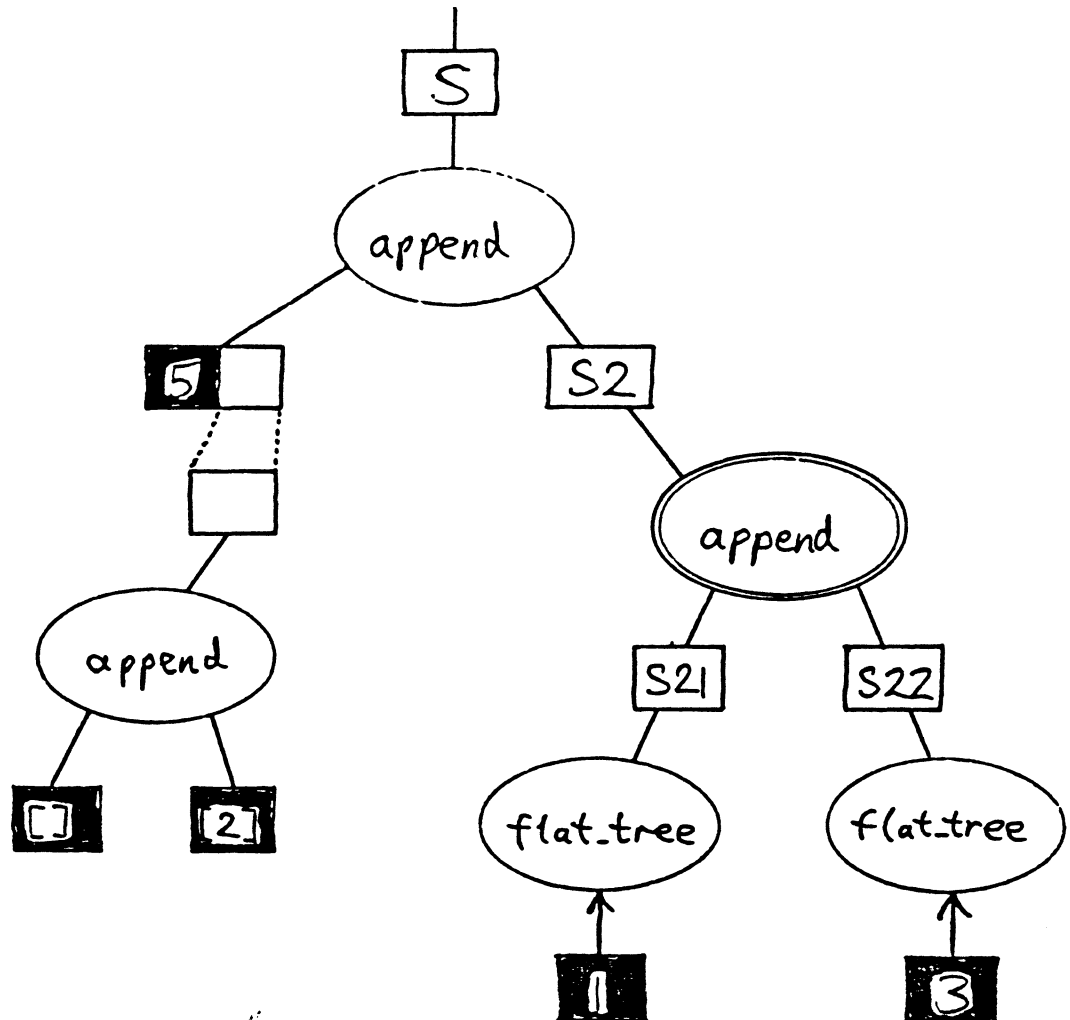 S
append
5
S2
append
append
S21
S22
[]
[2]
flat_tree
flat_tree
1
3